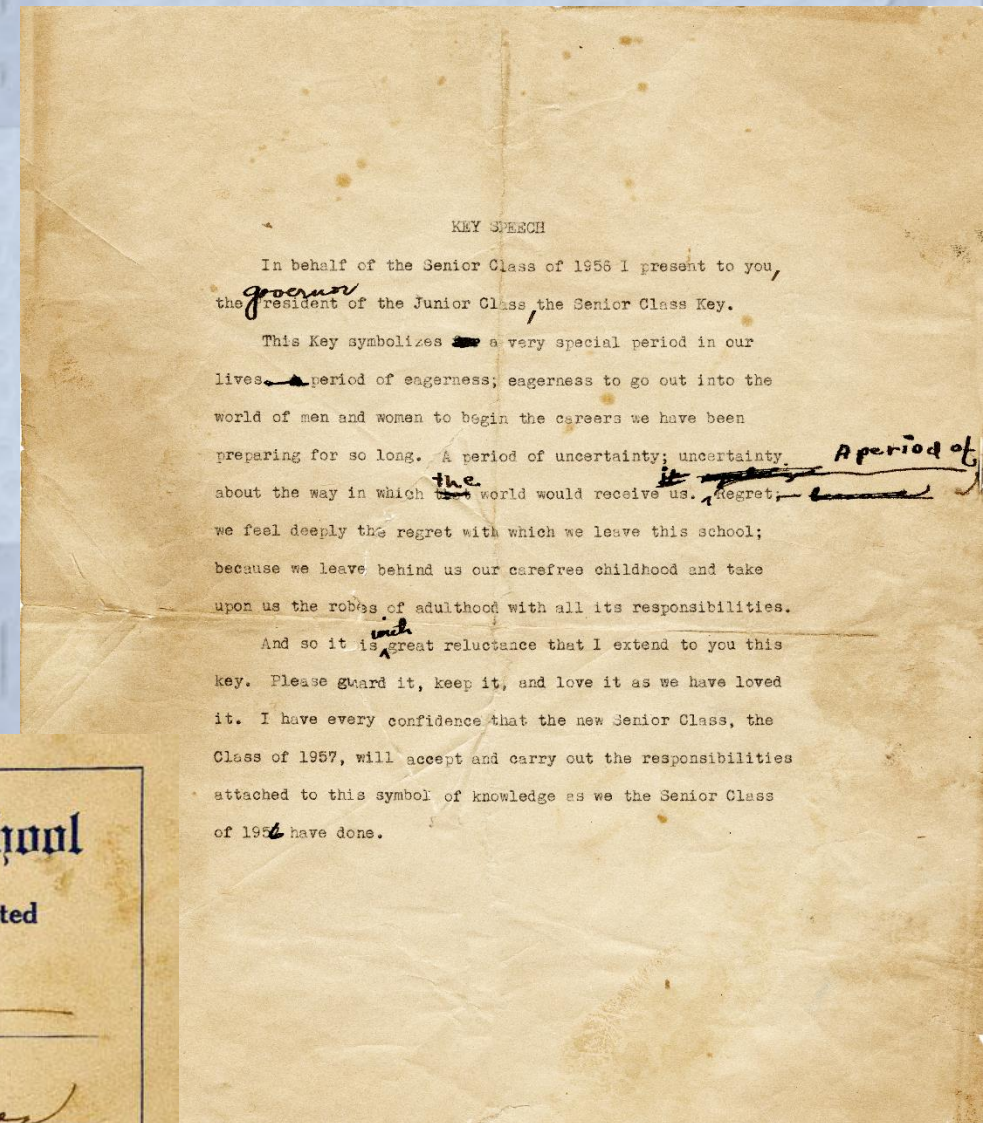 KEY SPEECH
In behalf of the Senior Class of 1956 I present to you,
governor
the President of the Junior Class, the Senior Class Key.
This Key symbolizes a very special period in our
lives. period of eagerness; eagerness to go out into the
world of men and women to begin the careers we have been
preparing for so long. A period of uncertainty; uncertainty
A period of
the it
about the way in which that world would receive us. Regret;
we feel deeply the regret with which we leave this school;
because we leave behind us our carefree childhood and take
upon us the robes of adulthood with all its responsibilities.
with
And so it is great reluctance that I extend to you this
key. Please guard it, keep it, and love it as we have loved
it. I have every confidence that the new Senior Class, the
Class of 1957, will accept and carry out the responsibilities
attached to this symbol of knowledge as we the Senior Class
of 1956 have done.